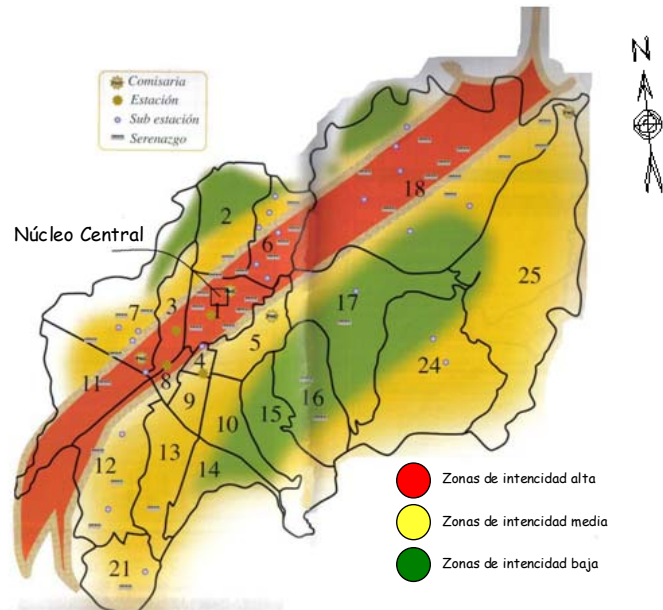 N
Comisaria
Estación
Sub estación
Serenazgo
18
2
6
Núcleo Central
25
1
17
3
7
5
4
24
11
8
9
16
10
15
12
13
14
Zonas de intencidad alta
Zonas de intencidad media
Zonas de intencidad baja
21